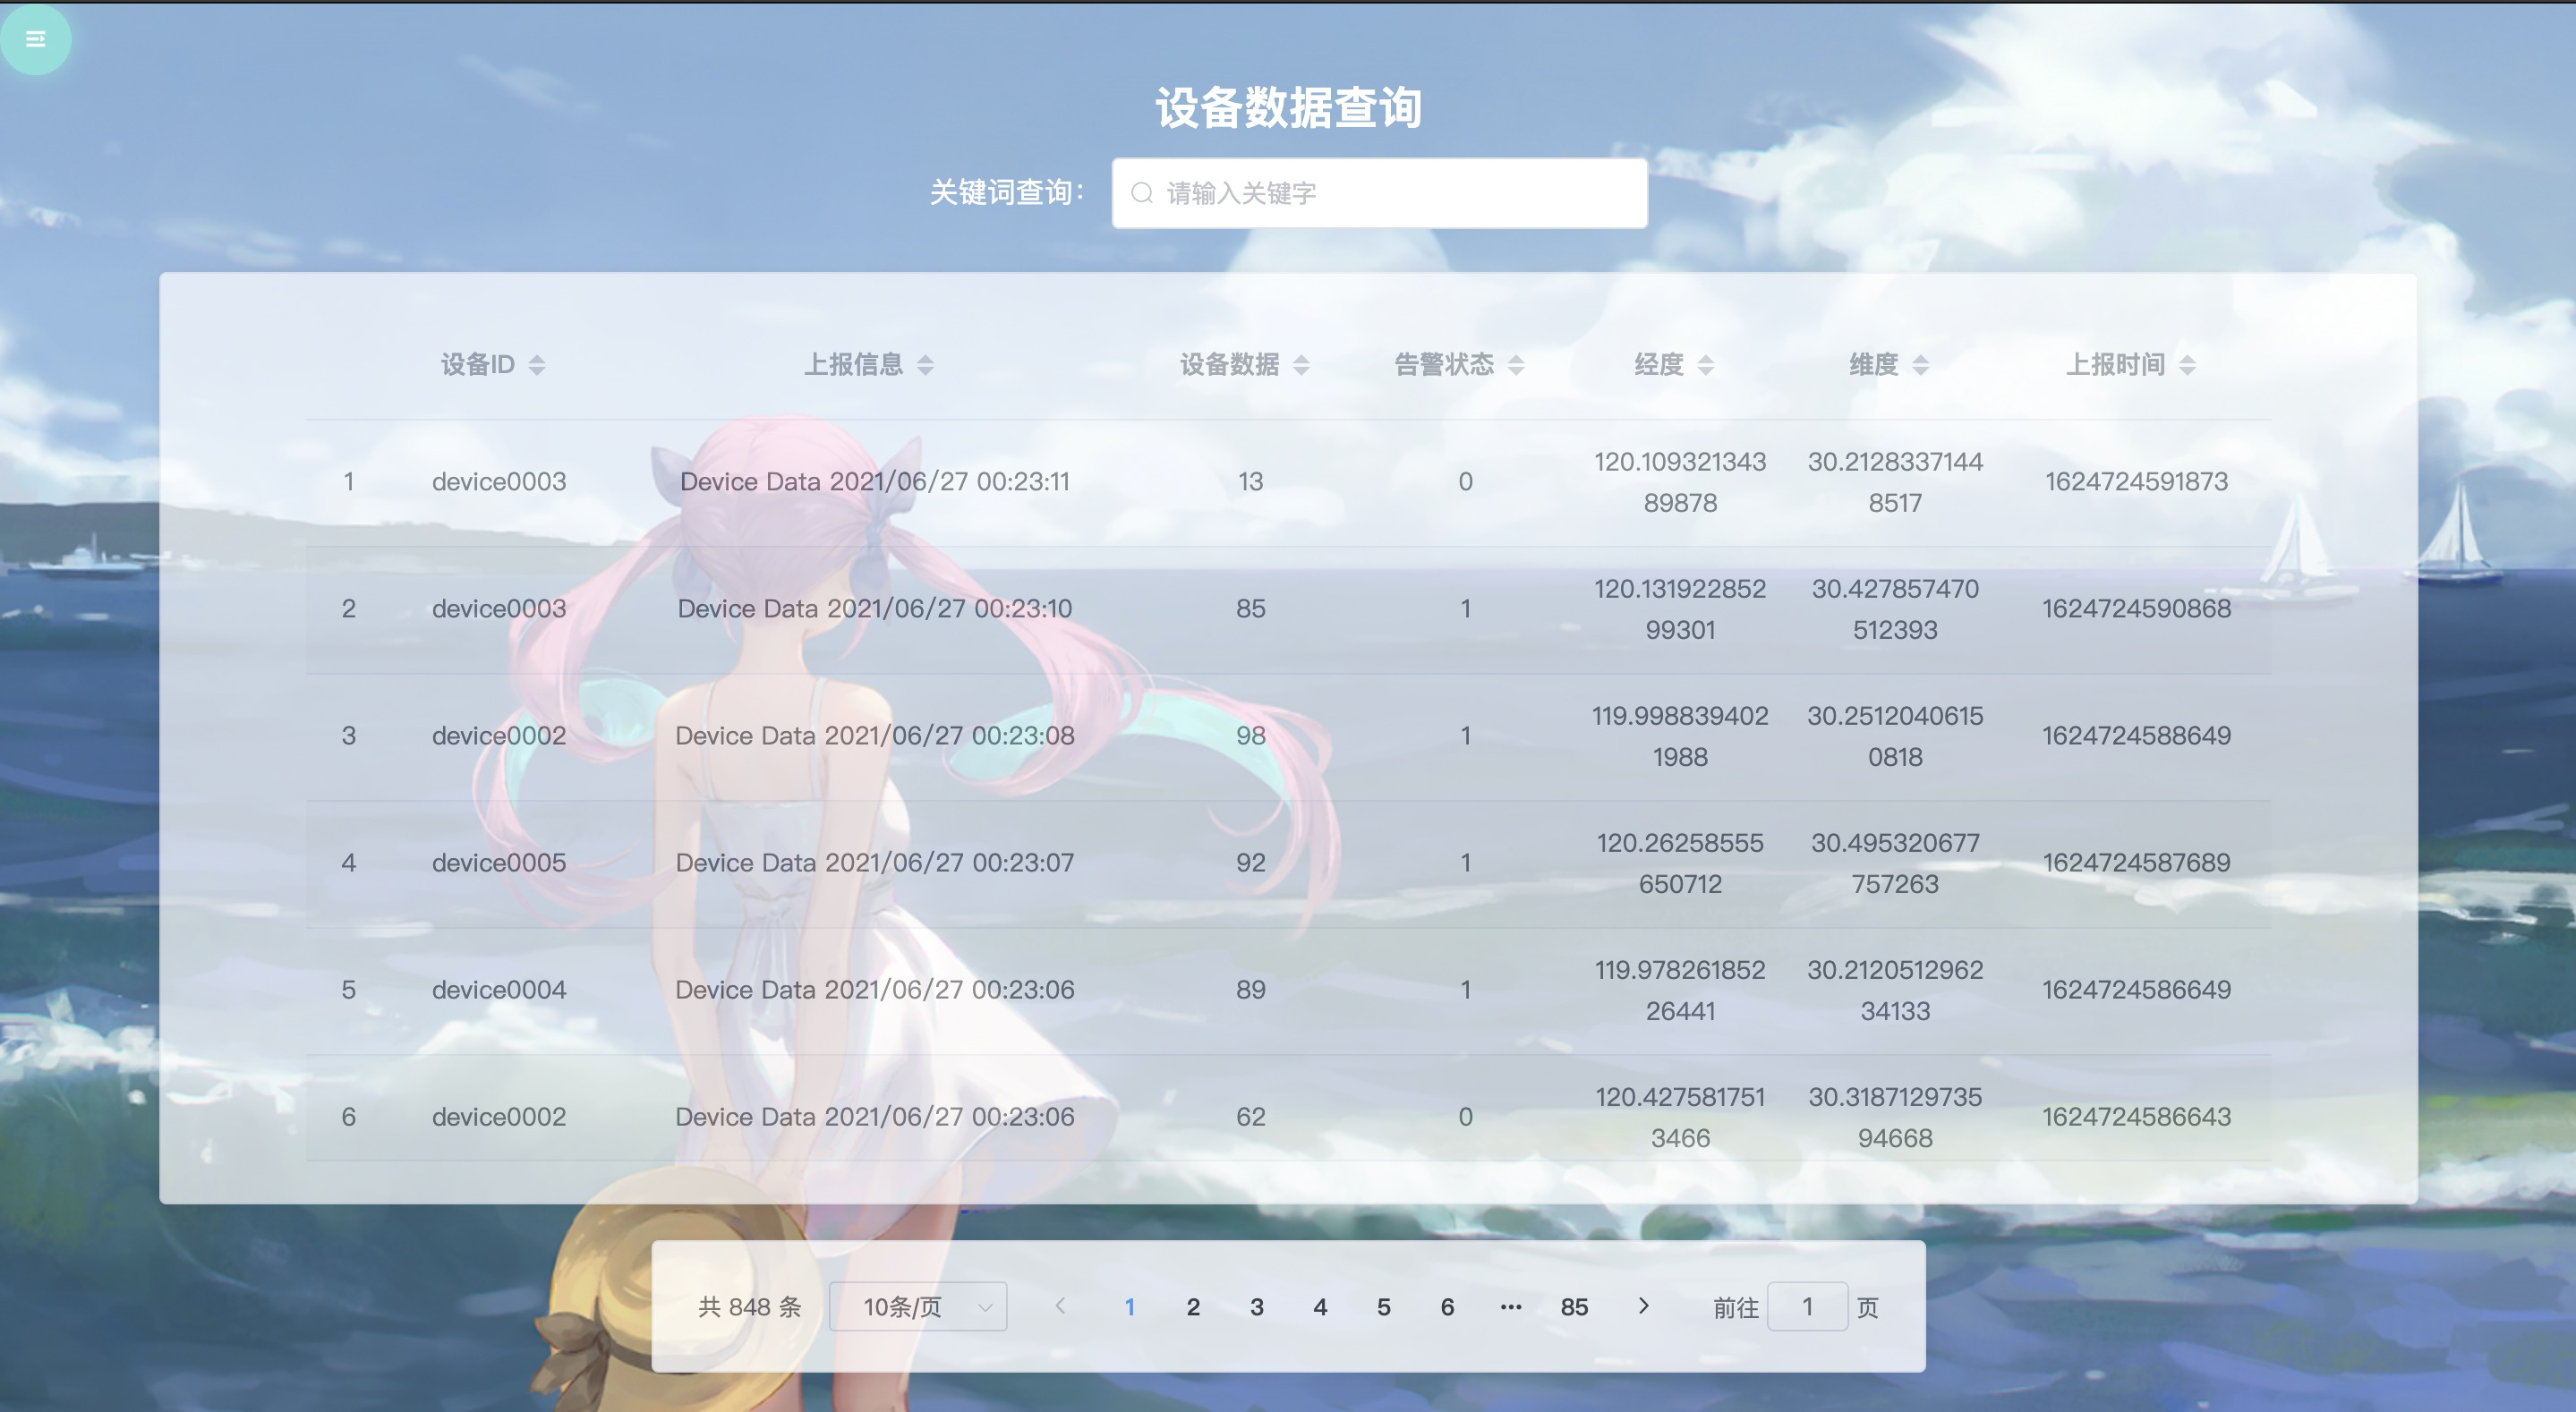 设备数据查询
关键词查询：
请输入关键字
设备ID 上报信息 设备数据 告警状态 经度 维度 上报时间
1 device0003 Device Data 2021/06/27 00:23:11 13 0 120.10932134389878 30.21283371448517 1624724591873
2 device0003 Device Data 2021/06/27 00:23:10 85 1 120.13192285299301 30.427857470512393 1624724590868
3 device0002 Device Data 2021/06/27 00:23:08 98 1 119.9988394021988 30.25120406150818 1624724588649
4 device0005 Device Data 2021/06/27 00:23:07 92 1 120.26258555650712 30.495320677757263 1624724587689
5 device0004 Device Data 2021/06/27 00:23:06 89 1 119.97826185226441 30.212051296234133 1624724586649
6 device0002 Device Data 2021/06/27 00:23:06 62 0 120.4275817513466 30.318712973594668 1624724586643
共 848 条 10条/页 1 2 3 4 5 6 ··· 85 前往 1 页